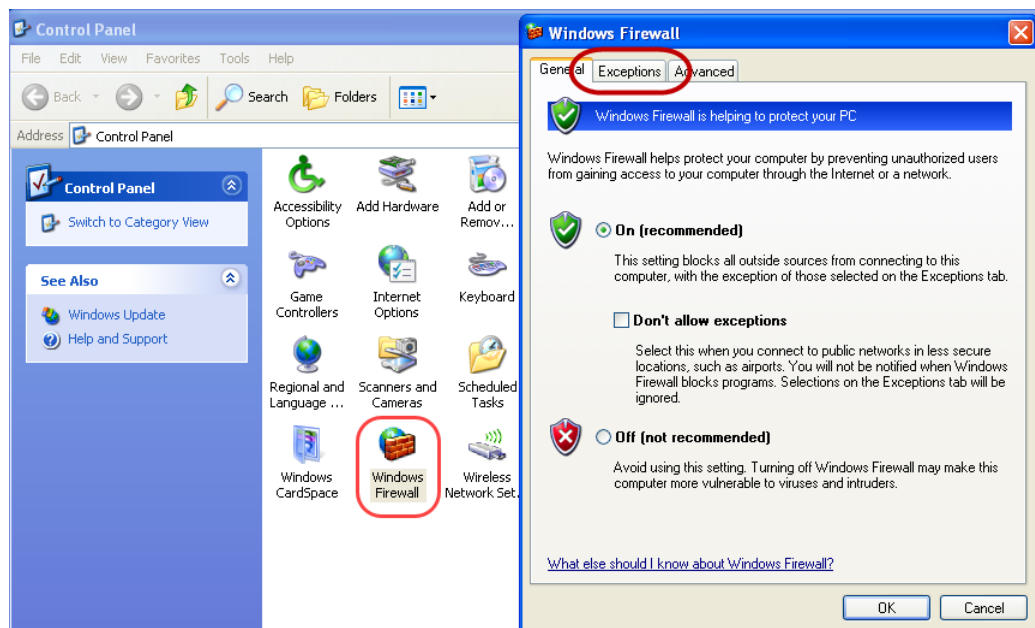 Control Panel
File Edit View Favorites Tools Help
Back Search Folders
Address Control Panel
Control Panel
Switch to Category View
See Also
Windows Update
Help and Support
Accessibility Options
Add Hardware
Add or Remov...
Game Controllers
Internet Options
Keyboard
Regional and Language ...
Scanners and Cameras
Scheduled Tasks
Windows CardSpace
Windows Firewall
Wireless Network Set.
Windows Firewall
General Exceptions Advanced
Windows Firewall is helping to protect your PC
Windows Firewall helps protect your computer by preventing unauthorized users
from gaining access to your computer through the Internet or a network.
On (recommended)
This setting blocks all outside sources from connecting to this
computer, with the exception of those selected on the Exceptions tab.
Don't allow exceptions
Select this when you connect to public networks in less secure
locations, such as airports. You will not be notified when Windows
Firewall blocks programs. Selections on the Exceptions tab will be
ignored.
Off (not recommended)
Avoid using this setting. Turning off Windows Firewall may make this
computer more vulnerable to viruses and intruders.
What else should I know about Windows Firewall?
OK Cancel